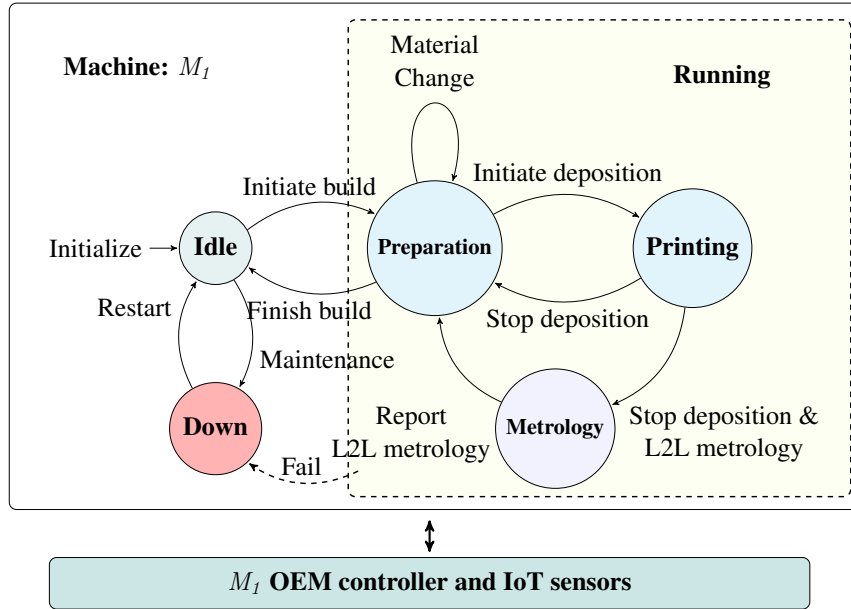 Machine: M1
Running
Material
Change
Initiate build
Initiate deposition
Initialize
Idle
Preparation
Printing
Restart
Finish build
Stop deposition
Maintenance
Down
Report
L2L metrology
Metrology
Stop deposition &
L2L metrology
Fail
M1 OEM controller and IoT sensors